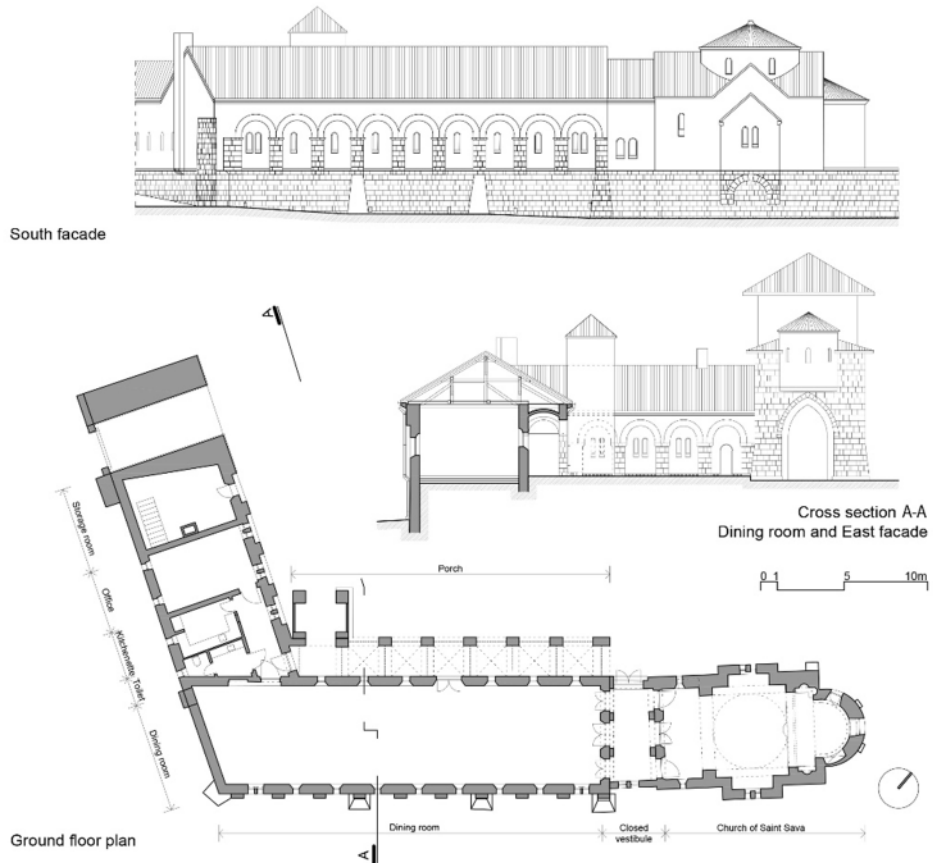 South facade
A
Cross section A-A
Dining room and East facade
0 1 5 10m
Porch
Storage room
Office
Kitchenette
Toilet
Dining room
Dining room
Closed
vestibule
Church of Saint Sava
Ground floor plan
A